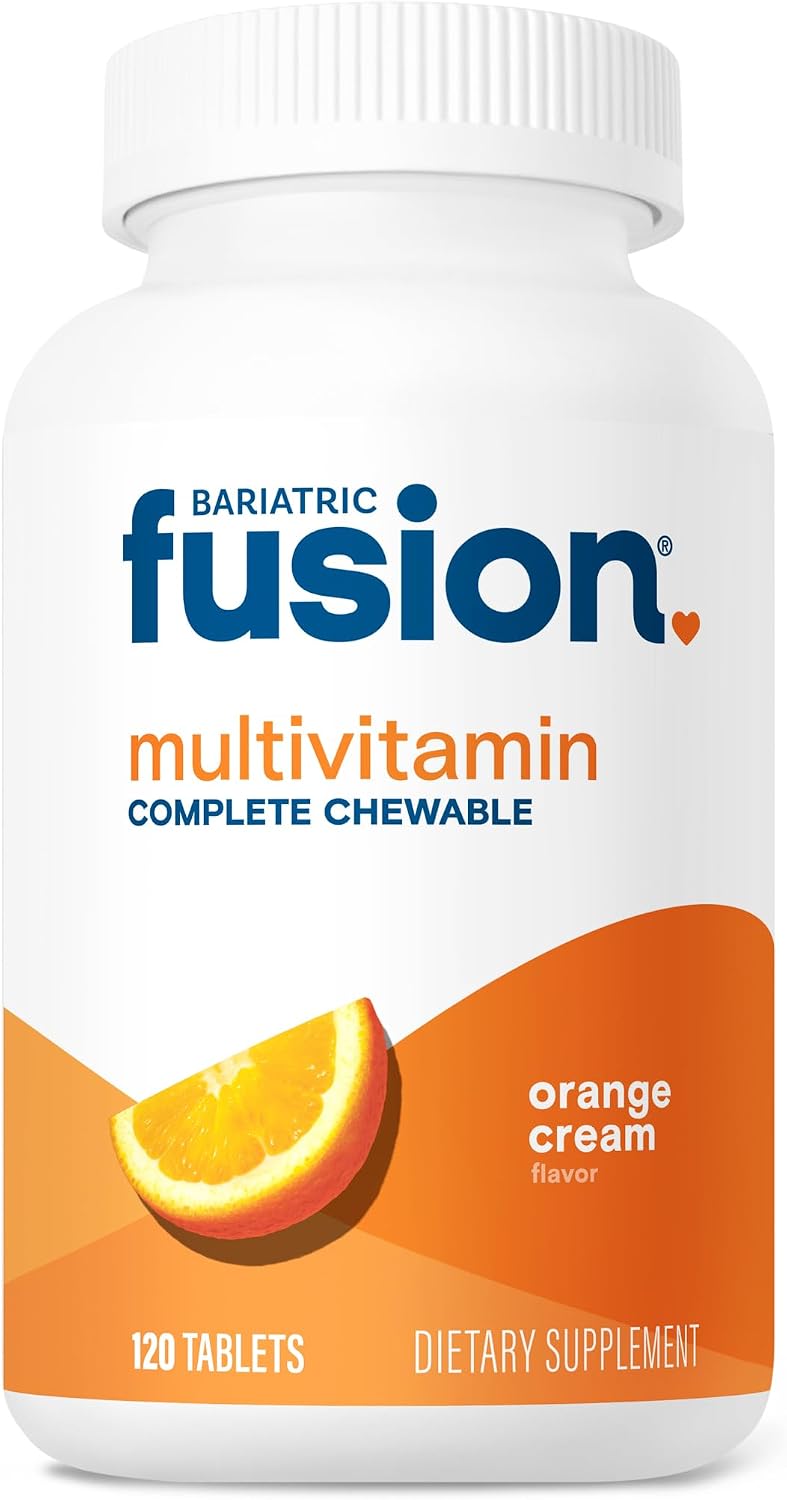 BARIATRIC
fusion®
multivitamin
COMPLETE CHEWABLE
orange
cream
flavor
120 TABLETS
DIETARY SUPPLEMENT